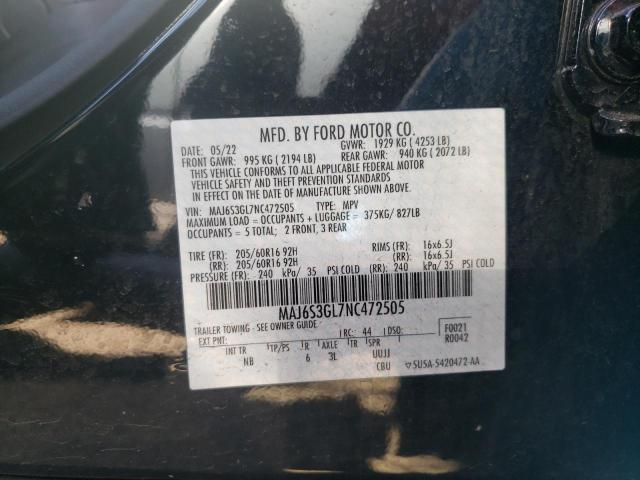 MFD. BY FORD MOTOR CO.
05/22 GVWR: 1929 KG ( 4253 LB)
FRONT GAWR: 995 KG ( 2194 LB) REAR GAWR: 940 KG ( 2072 LB)
THIS VEHICLE CONFORMS TO ALL APPLICABLE FEDERAL MOTOR
VEHICLE SAFETY AND THEFT PREVENTION STANDARDS
IN EFFECT ON THE DATE OF MANUFACTURE SHOWN ABOVE.
VIN: MAJ6S3GL7NC472505 TYPE: MPV
MAXIMUM LOAD = OCCUPANTS + LUGGAGE = 375KG/ 827LB
OCCUPANTS = 5 TOTAL; 2 FRONT, 3 REAR
TIRE (FR): 205/60R16 92H RIMS (FR): 16x6.5J
(RR): 205/60R16 92H (RR): 16x6.5J
PRESSURE (FR): 240 kPa/ 35 PSI COLD (RR): 240 kPa/ 35 PSI COLD
MAJ6S3GL7NC472505
TRAILER TOWING - SEE OWNER GUIDE
EXT PNT: RC: 44 DSO: F0021
R0042
INT TR TP/PS R AXLE TR SPR
NB 6 3L UUJJ
CBU 5U5A-5420472-AA